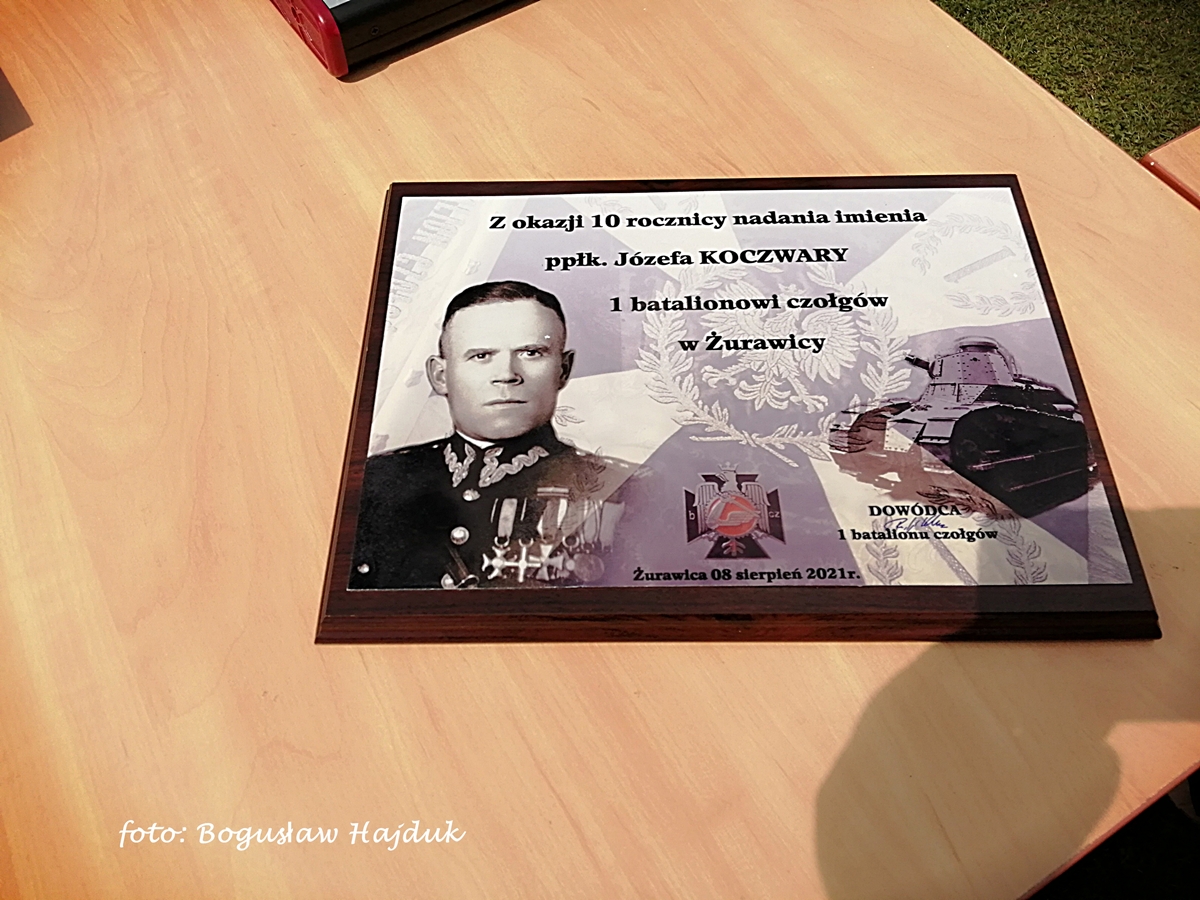 Z okazji 10 rocznicy nadania imienia
ppłk. Józefa KOCZWARY
1 batalionowi czołgów
w Żurawicy
b cz
DOWÓDCA
1 batalionu czołgów
Żurawica 08 sierpień 2021r.
foto: Bogusław Hajduk